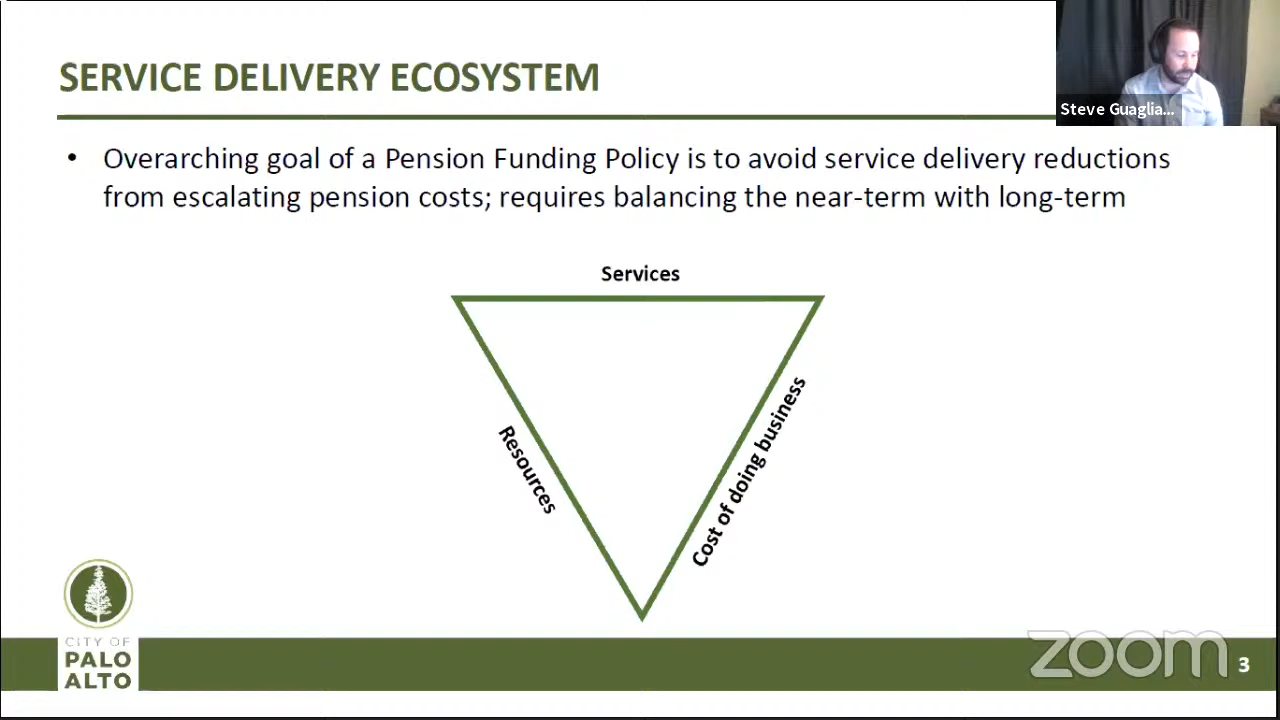 SERVICE DELIVERY ECOSYSTEM
Steve Guaglia...
• Overarching goal of a Pension Funding Policy is to avoid service delivery reductions
from escalating pension costs; requires balancing the near-term with long-term
Services
Resources
Cost of doing business
CITY OF
PALO
ALTO
zoom
3